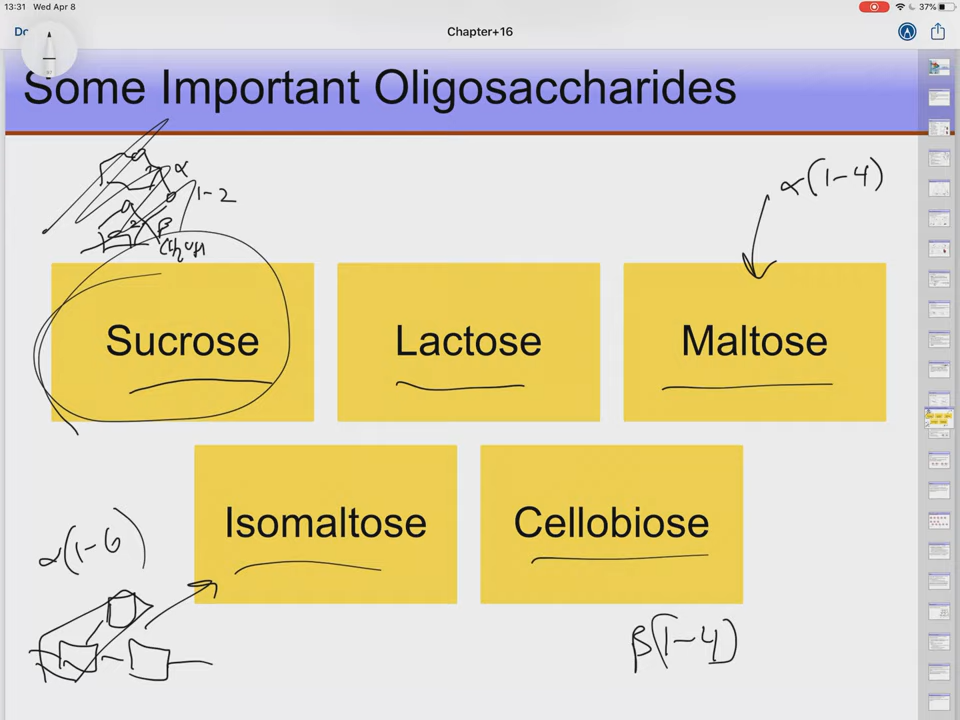 13:31 Wed Apr 8
37%
Chapter+16
Some Important Oligosaccharides
α
1-2
β
CH₂OH
α(1-4)
Sucrose
Lactose
Maltose
Isomaltose
Cellobiose
α(1-6)
β(1-4)